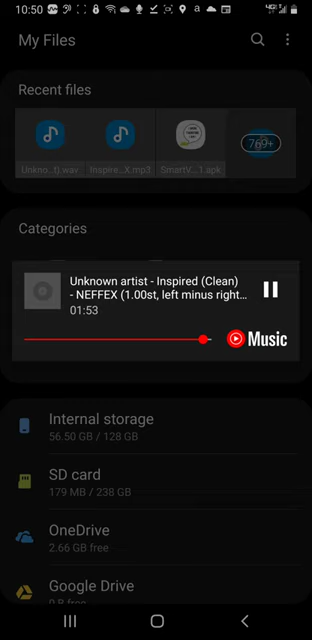 10:50
My Files
Recent files
769+
Unkno...t).wav
Inspire...X.mp3
SmartV...1.apk
Categories
Unknown artist - Inspired (Clean)
- NEFFEX (1.00st, left minus right...
01:53
Music
Internal storage
56.50 GB / 128 GB
SD card
179 MB / 238 GB
OneDrive
2.66 GB free
Google Drive